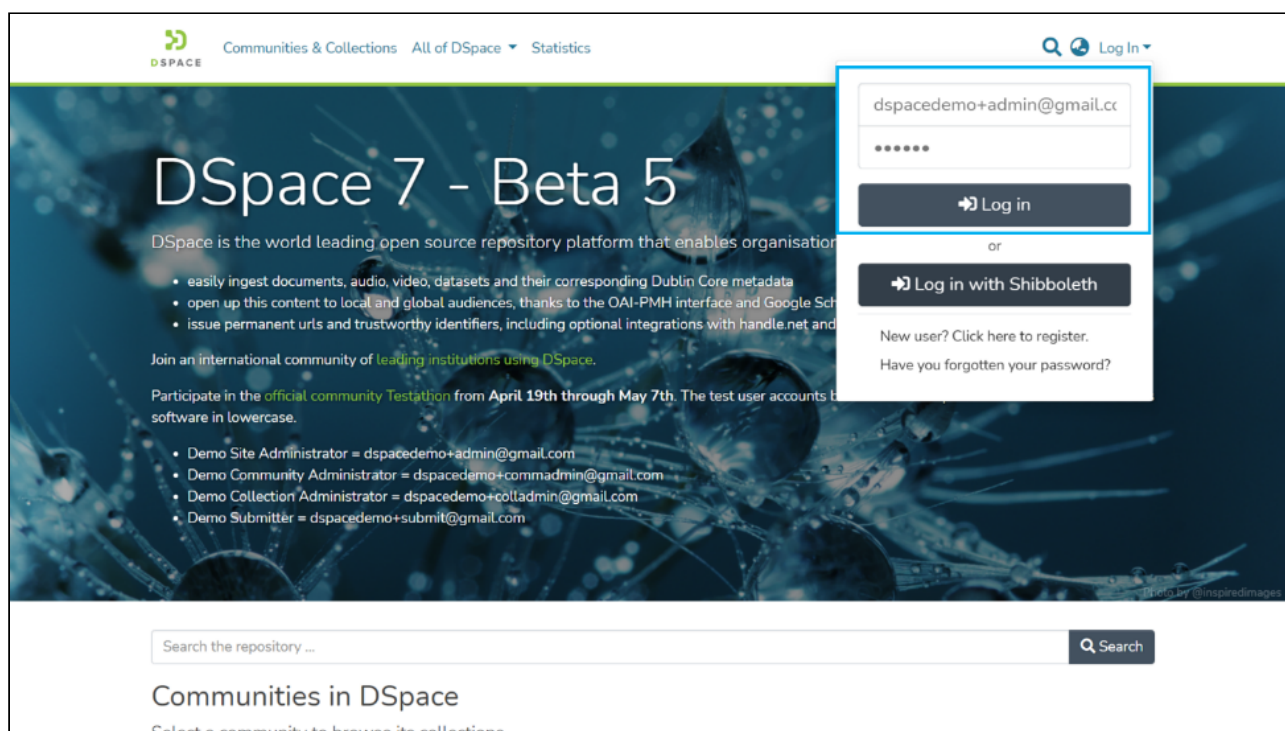 DSPACE
Communities & Collections All of DSpace Statistics
Log In
dspacedemo+admin@gmail.cc
••••••
Log in
or
Log in with Shibboleth
New user? Click here to register.
Have you forgotten your password?
DSpace 7 - Beta 5
DSpace is the world leading open source repository platform that enables organisation
easily ingest documents, audio, video, datasets and their corresponding Dublin Core metadata
open up this content to local and global audiences, thanks to the OAI-PMH interface and Google Sch
issue permanent urls and trustworthy identifiers, including optional integrations with handle.net and
Join an international community of leading institutions using DSpace.
Participate in the official community Testathon from April 19th through May 7th. The test user accounts b
software in lowercase.
Demo Site Administrator = dspacedemo+admin@gmail.com
Demo Community Administrator = dspacedemo+commadmin@gmail.com
Demo Collection Administrator = dspacedemo+colladmin@gmail.com
Demo Submitter = dspacedemo+submit@gmail.com
Photo by @inspiredimages
Search the repository ...
Search
Communities in DSpace
Select a community to browse its collections